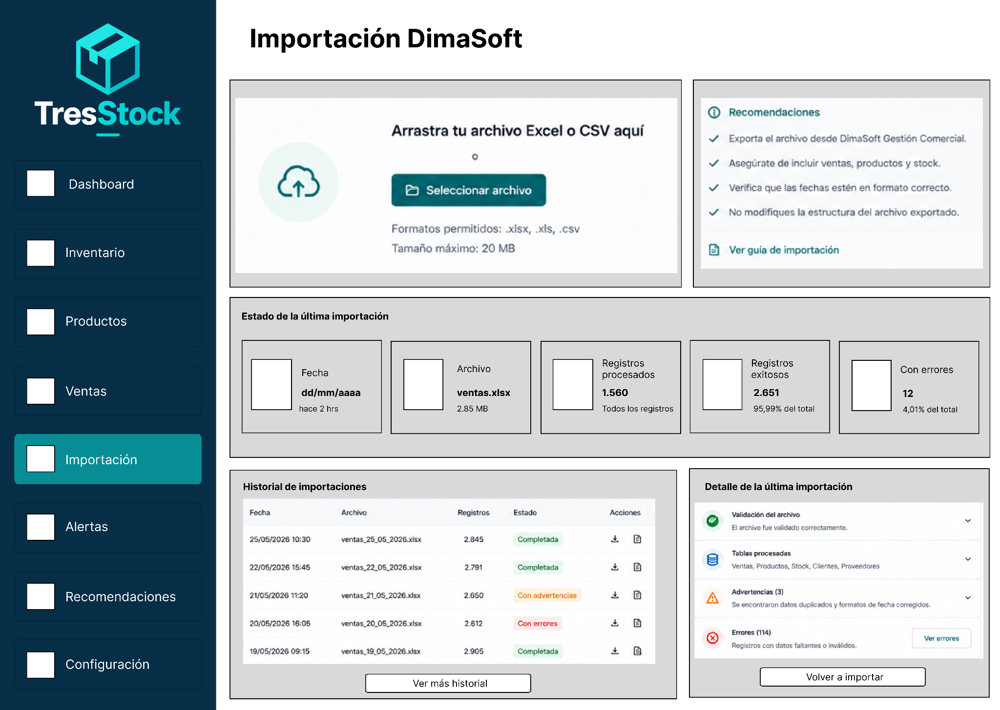 TresStock
Dashboard
Inventario
Productos
Ventas
Importación
Alertas
Recomendaciones
Configuración
Importación DimaSoft
Arrastra tu archivo Excel o CSV aquí
o
Seleccionar archivo
Formatos permitidos: .xlsx, .xls, .csv
Tamaño máximo: 20 MB
Recomendaciones
Exporta el archivo desde DimaSoft Gestión Comercial.
Asegúrate de incluir ventas, productos y stock.
Verifica que las fechas estén en formato correcto.
No modifiques la estructura del archivo exportado.
Ver guía de importación
Estado de la última importación
Fecha
dd/mm/aaaa
hace 2 hrs
Archivo
ventas.xlsx
2.85 MB
Registros
procesados
1.560
Todos los registros
Registros
exitosos
2.651
95,99% del total
Con errores
12
4,01% del total
Historial de importaciones
Fecha Archivo Registros Estado Acciones
25/05/2026 10:30 ventas_25_05_2026.xlsx 2.845 Completada
22/05/2026 15:45 ventas_22_05_2026.xlsx 2.791 Completada
21/05/2026 11:20 ventas_21_05_2026.xlsx 2.650 Con advertencias
20/05/2026 16:05 ventas_20_05_2026.xlsx 2.612 Con errores
19/05/2026 09:15 ventas_19_05_2026.xlsx 2.905 Completada
Ver más historial
Detalle de la última importación
Validación del archivo
El archivo fue validado correctamente.
Tablas procesadas
Ventas, Productos, Stock, Clientes, Proveedores
Advertencias (3)
Se encontraron datos duplicados y formatos de fecha corregidos.
Errores (114)
Registros con datos faltantes o inválidos.
Ver errores
Volver a importar